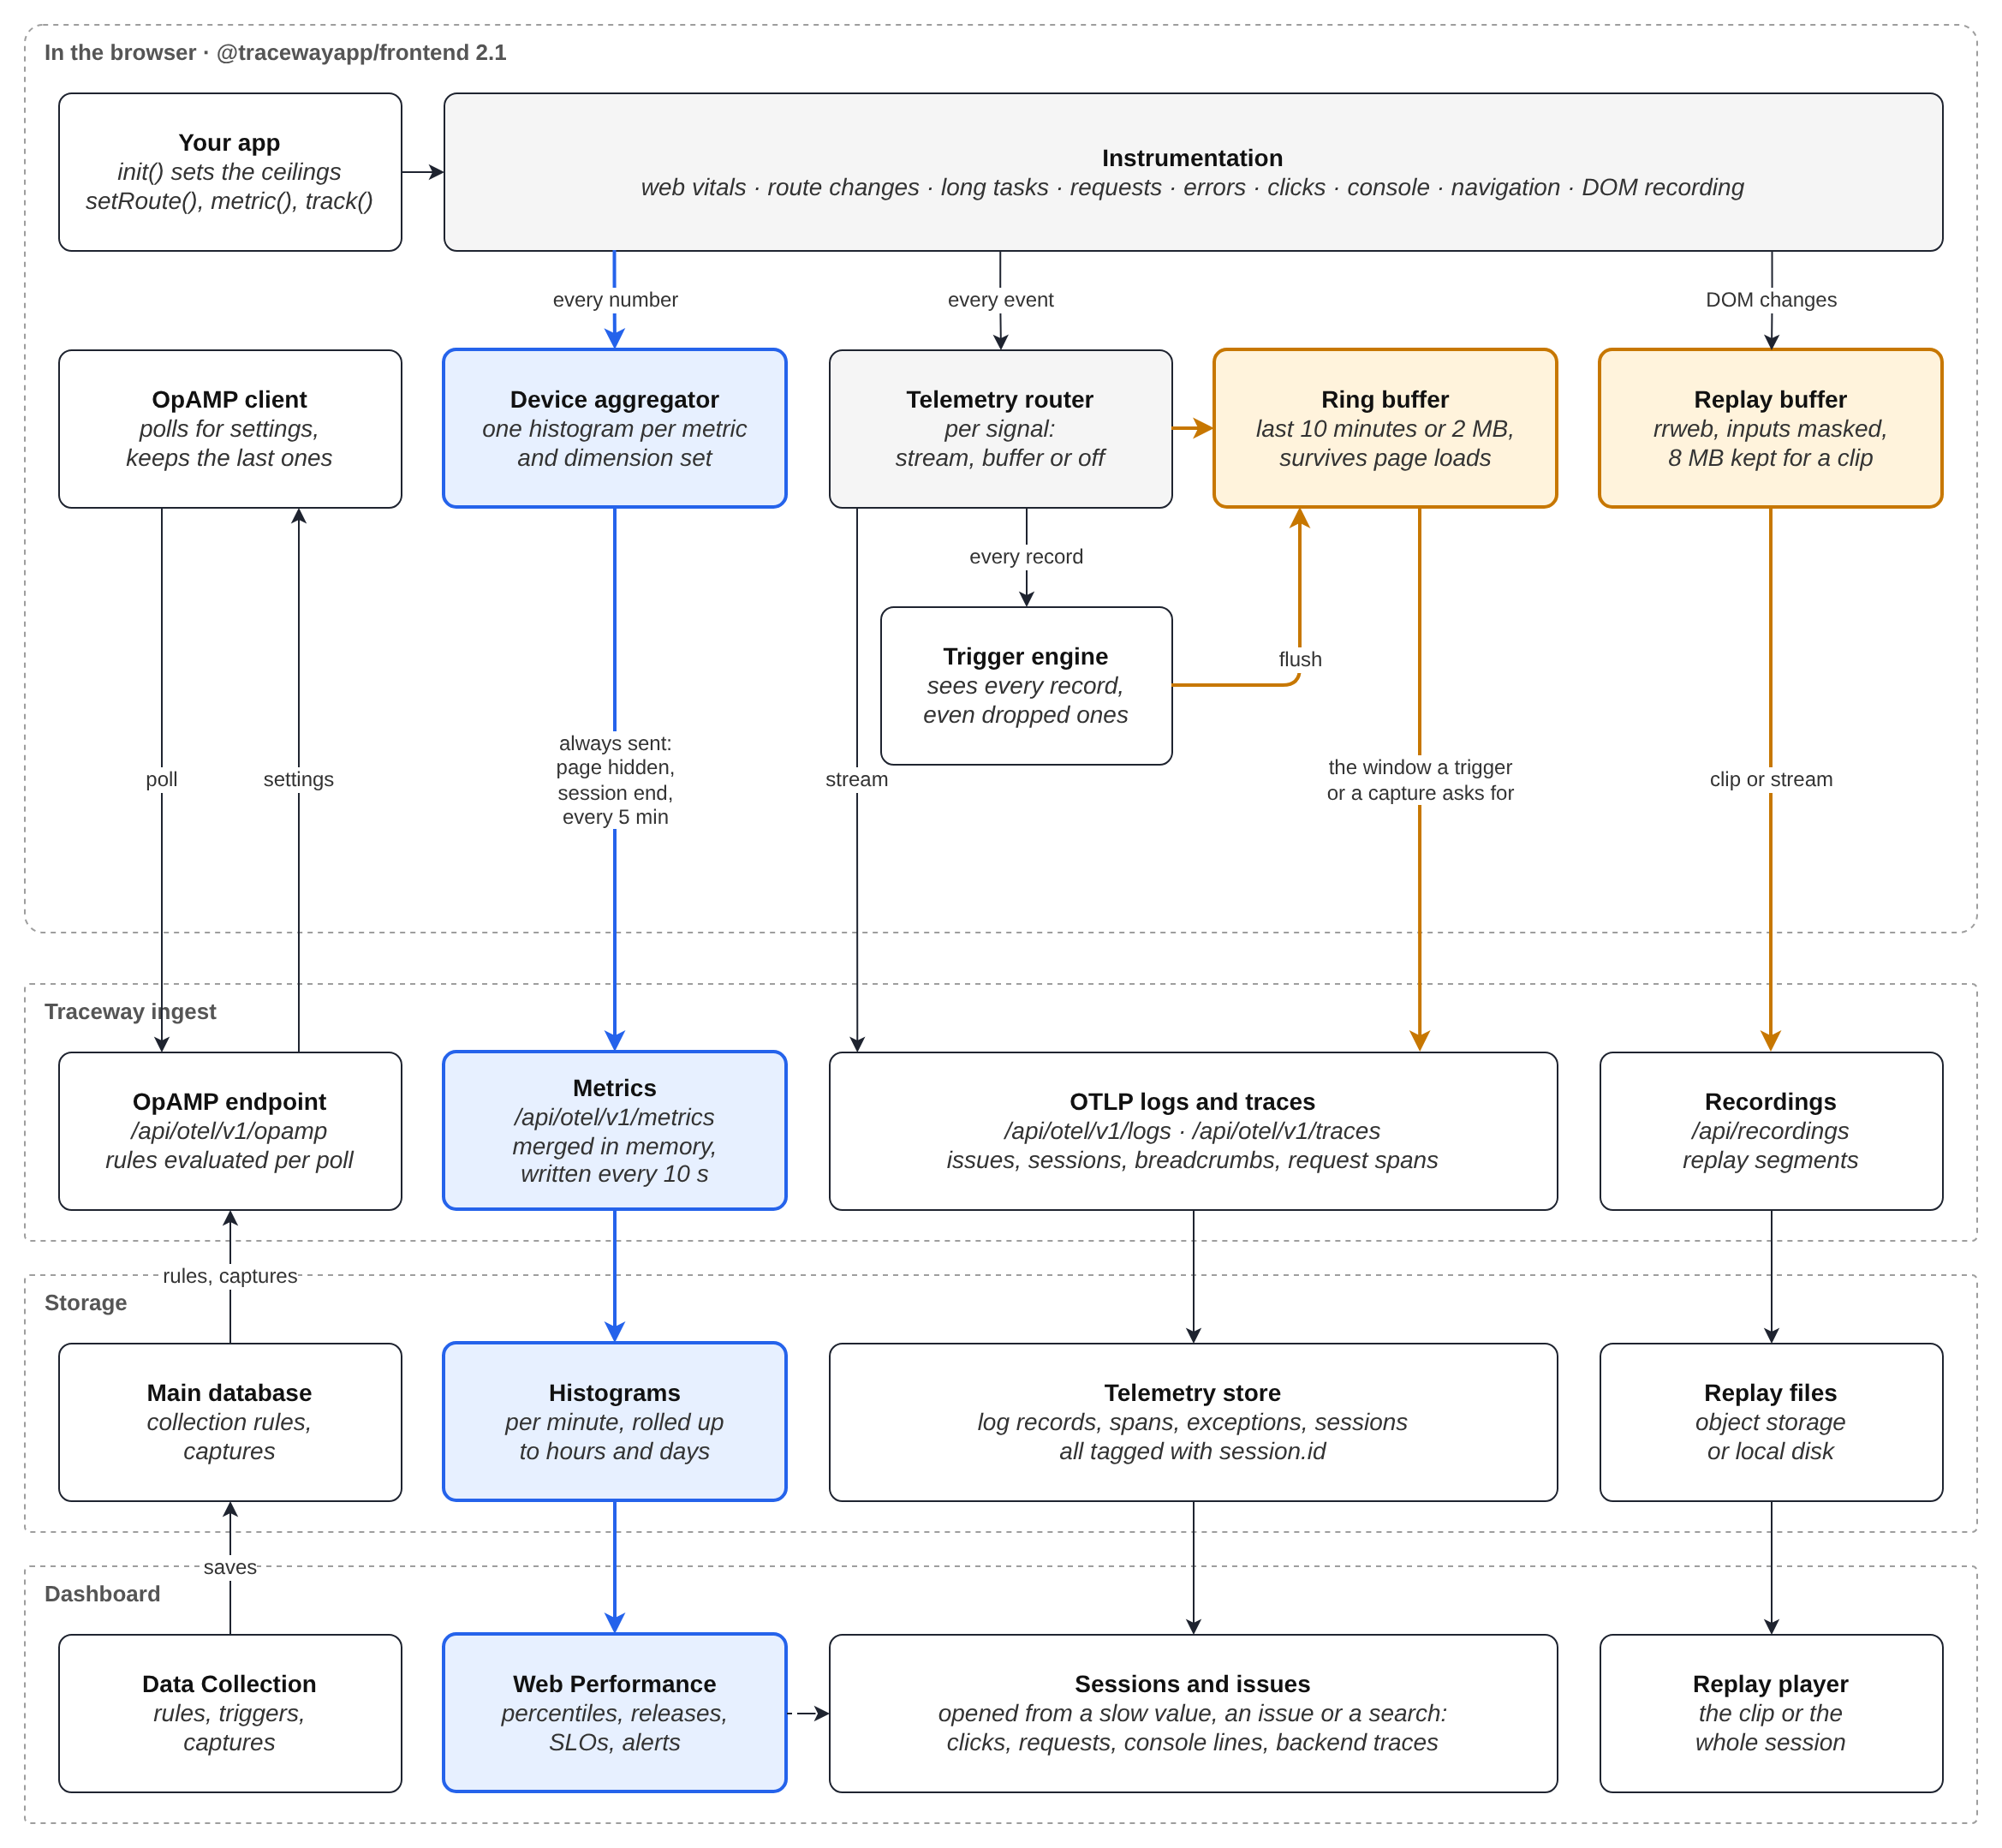 In the browser · @tracewayapp/frontend 2.1
Your app
init() sets the ceilings
setRoute(), metric(), track()
Instrumentation
web vitals · route changes · long tasks · requests · errors · clicks · console · navigation · DOM recording
every number
every event
DOM changes
OpAMP client
polls for settings,
keeps the last ones
Device aggregator
one histogram per metric
and dimension set
Telemetry router
per signal:
stream, buffer or off
Ring buffer
last 10 minutes or 2 MB,
survives page loads
Replay buffer
rrweb, inputs masked,
8 MB kept for a clip
every record
Trigger engine
sees every record,
even dropped ones
flush
poll
settings
always sent:
page hidden,
session end,
every 5 min
stream
the window a trigger
or a capture asks for
clip or stream
Traceway ingest
OpAMP endpoint
/api/otel/v1/opamp
rules evaluated per poll
Metrics
/api/otel/v1/metrics
merged in memory,
written every 10 s
OTLP logs and traces
/api/otel/v1/logs · /api/otel/v1/traces
issues, sessions, breadcrumbs, request spans
Recordings
/api/recordings
replay segments
rules, captures
Storage
Main database
collection rules,
captures
Histograms
per minute, rolled up
to hours and days
Telemetry store
log records, spans, exceptions, sessions
all tagged with session.id
Replay files
object storage
or local disk
saves
Dashboard
Data Collection
rules, triggers,
captures
Web Performance
percentiles, releases,
SLOs, alerts
Sessions and issues
opened from a slow value, an issue or a search:
clicks, requests, console lines, backend traces
Replay player
the clip or the
whole session